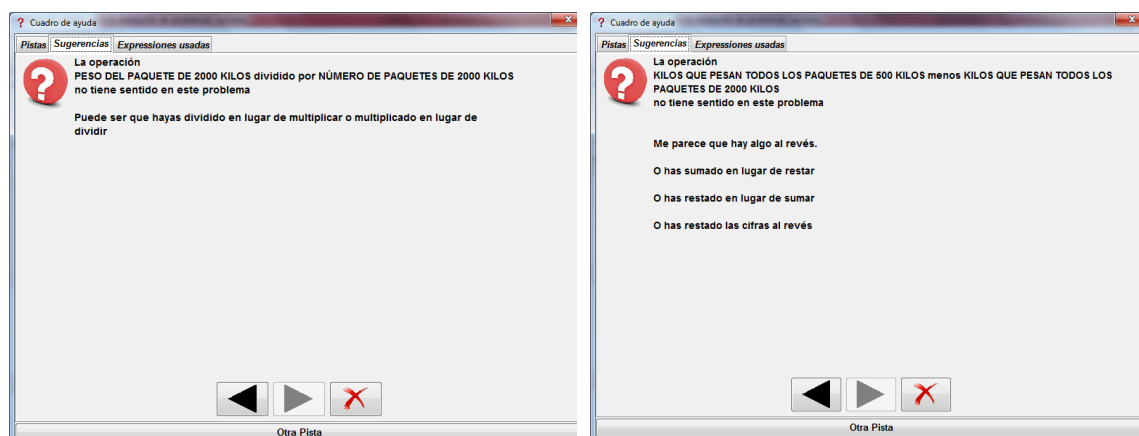 ? Cuadro de ayuda
Pistas Sugerencias Expressiones usadas
La operación
PESO DEL PAQUETE DE 2000 KILOS dividido por NÚMERO DE PAQUETES DE 2000 KILOS
no tiene sentido en este problema
Puede ser que hayas dividido en lugar de multiplicar o multiplicado en lugar de
dividir
Otra Pista
? Cuadro de ayuda
Pistas Sugerencias Expressiones usadas
La operación
KILOS QUE PESAN TODOS LOS PAQUETES DE 500 KILOS menos KILOS QUE PESAN TODOS LOS
PAQUETES DE 2000 KILOS
no tiene sentido en este problema
Me parece que hay algo al revés.
O has sumado en lugar de restar
O has restado en lugar de sumar
O has restado las cifras al revés
Otra Pista